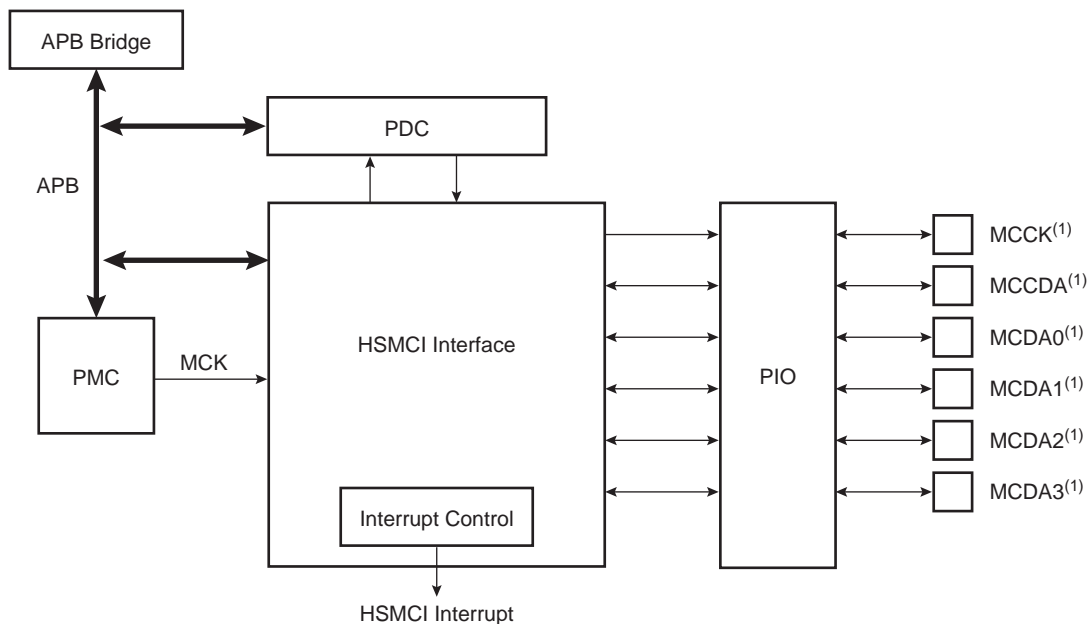 APB Bridge
PDC
APB
MCCK(1)
MCCDA(1)
HSMCI Interface
MCDA0(1)
MCK
PMC
PIO
MCDA1(1)
MCDA2(1)
MCDA3(1)
Interrupt Control
HSMCI Interrupt